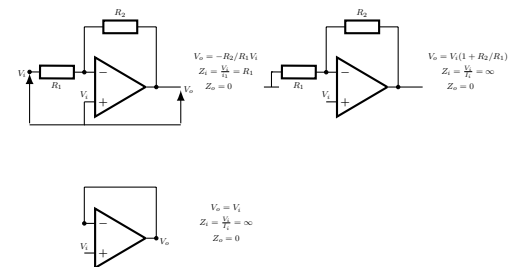 R₂
Vᵢ
R₁
−
Vᵢ
+
Vₒ
Vₒ = −R₂/R₁Vᵢ
Zᵢ = Vᵢ/iᵢ = R₁
Zₒ = 0
R₂
R₁
−
Vᵢ
+
Vₒ = Vᵢ(1 + R₂/R₁)
Zᵢ = Vᵢ/Iᵢ = ∞
Zₒ = 0
−
Vᵢ
+
Vₒ
Vₒ = Vᵢ
Zᵢ = Vᵢ/Iᵢ = ∞
Zₒ = 0